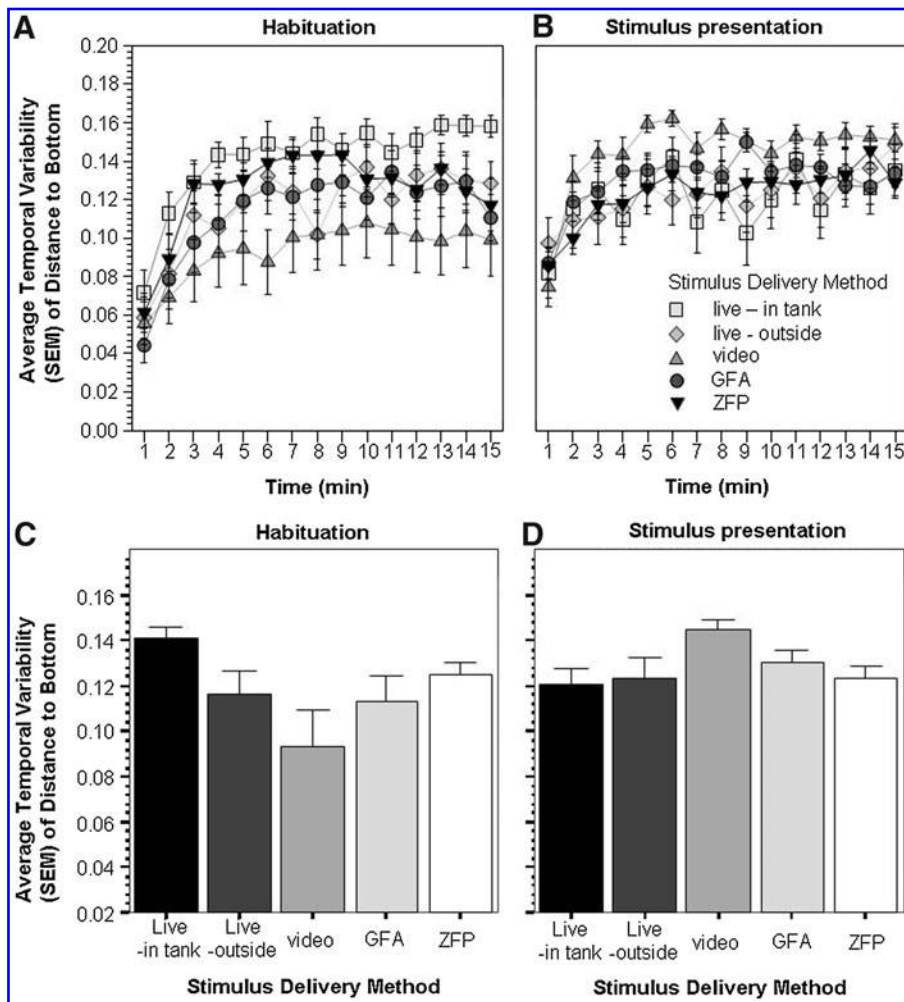 A
Habituation
B
Stimulus presentation
Average Temporal Variability
(SEM) of Distance to Bottom
0.20
0.18
0.16
0.14
0.12
0.10
0.08
0.06
0.04
0.02
0.00
Stimulus Delivery Method
live – in tank
live - outside
video
GFA
ZFP
1 2 3 4 5 6 7 8 9 10 11 12 13 14 15
1 2 3 4 5 6 7 8 9 10 11 12 13 14 15
Time (min)
Time (min)
C
Habituation
D
Stimulus presentation
Average Temporal Variability
(SEM) of Distance to Bottom
0.16
0.14
0.12
0.10
0.08
0.06
0.04
0.02
Live
-in tank
Live
-outside
video
GFA
ZFP
Live
-in tank
Live
-outside
video
GFA
ZFP
Stimulus Delivery Method
Stimulus Delivery Method